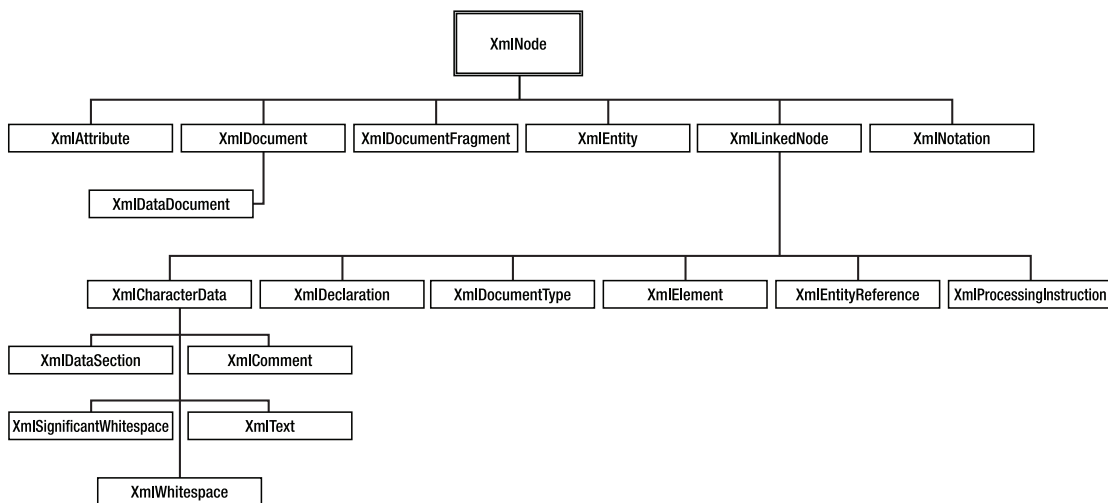 XmlNode
XmlAttribute
XmlDocument
XmlDocumentFragment
XmlEntity
XmlLinkedNode
XmlNotation
XmlDataDocument
XmlCharacterData
XmlDeclaration
XmlDocumentType
XmlElement
XmlEntityReference
XmlProcessingInstruction
XmlDataSection
XmlComment
XmlSignificantWhitespace
XmlText
XmlWhitespace